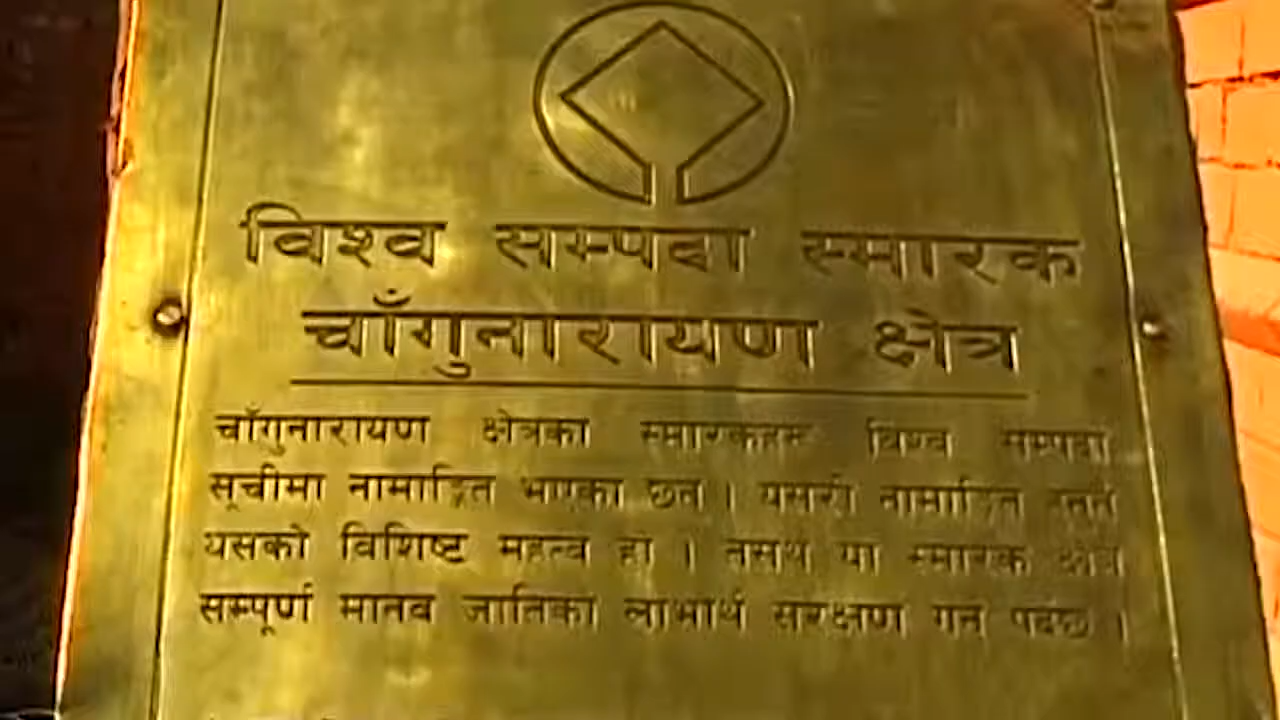 विश्व सम्पदा स्मारक
चाँगुनारायण क्षेत्र
चाँगुनारायण क्षेत्रका स्मारकहरू विश्व सम्पदा
सूचीमा नामाङ्कित भएका छन् । यसरी नामाङ्कित हुनुनै
यसको विशिष्ट महत्व हो । तसर्थ यो स्मारक क्षेत्र
सम्पूर्ण मानव जातिका लाभार्थ संरक्षण गर्नु पर्दछ ।